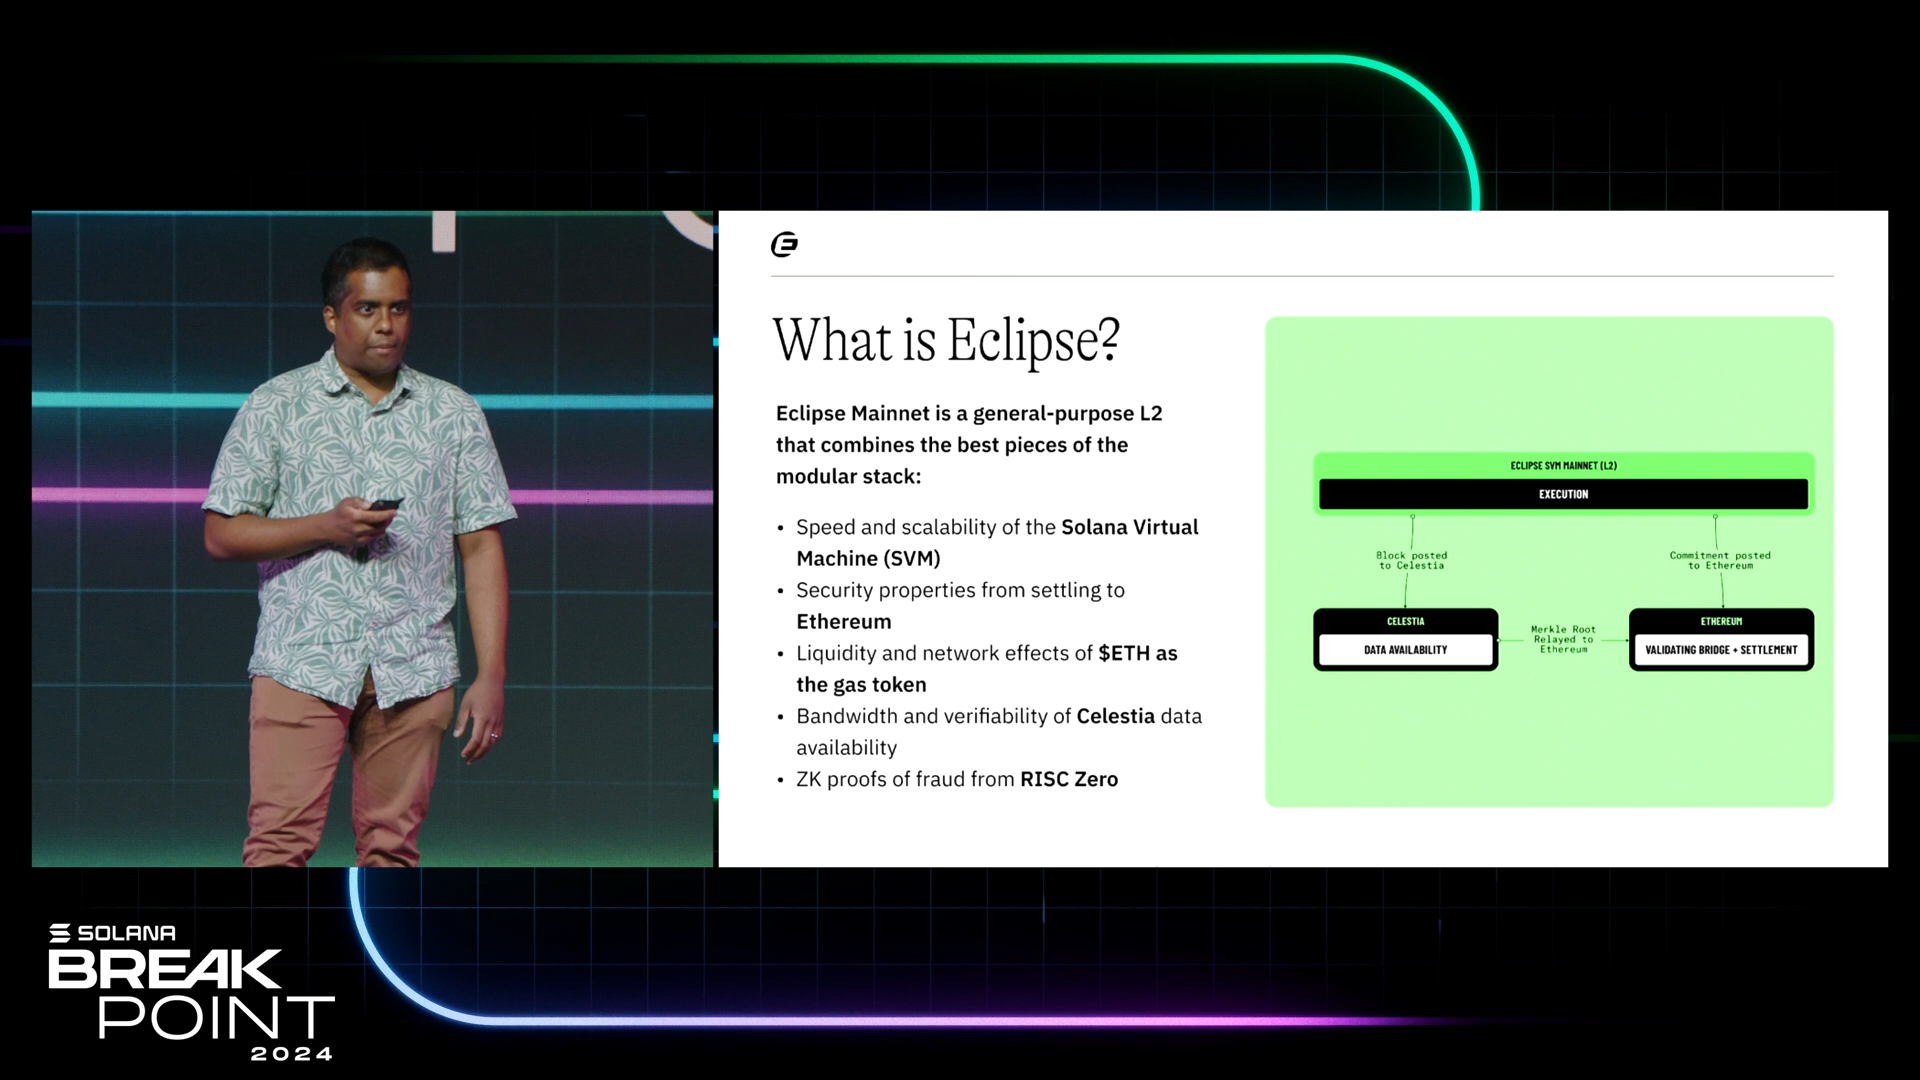 What is Eclipse?
Eclipse Mainnet is a general-purpose L2
that combines the best pieces of the
modular stack:
• Speed and scalability of the Solana Virtual
Machine (SVM)
• Security properties from settling to
Ethereum
• Liquidity and network effects of $ETH as
the gas token
• Bandwidth and verifiability of Celestia data
availability
• ZK proofs of fraud from RISC Zero
ECLIPSE SVM MAINNET (L2)
EXECUTION
Block posted
to Celestia
Commitment posted
to Ethereum
CELESTIA
DATA AVAILABILITY
Merkle Root
Relayed to
Ethereum
ETHEREUM
VALIDATING BRIDGE + SETTLEMENT
SOLANA
BREAK
POINT
2024